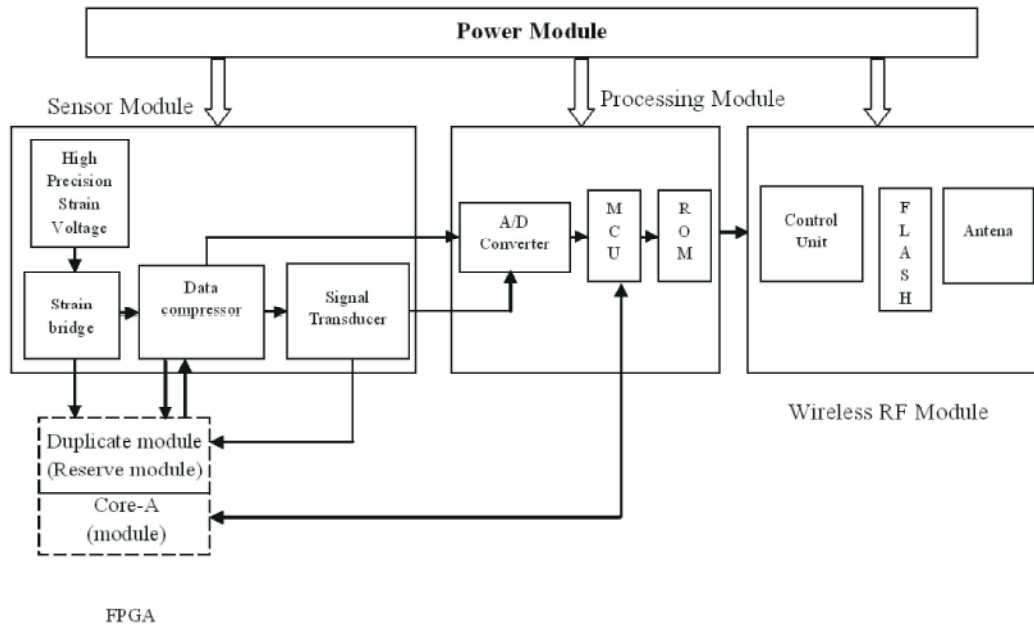 Power Module
Sensor Module
Processing Module
High
Precision
Strain
Voltage
Strain
bridge
Data
compressor
Signal
Transducer
A/D
Converter
M
C
U
R
O
M
Control
Unit
F
L
A
S
H
Antena
Wireless RF Module
Duplicate module
(Reserve module)
Core-A
(module)
FPGA